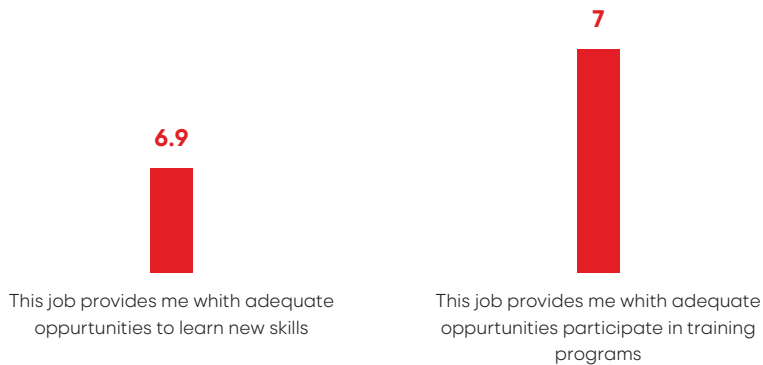 7
6.9
This job provides me whith adequate
oppurtunities to learn new skills
This job provides me whith adequate
oppurtunities participate in training
programs